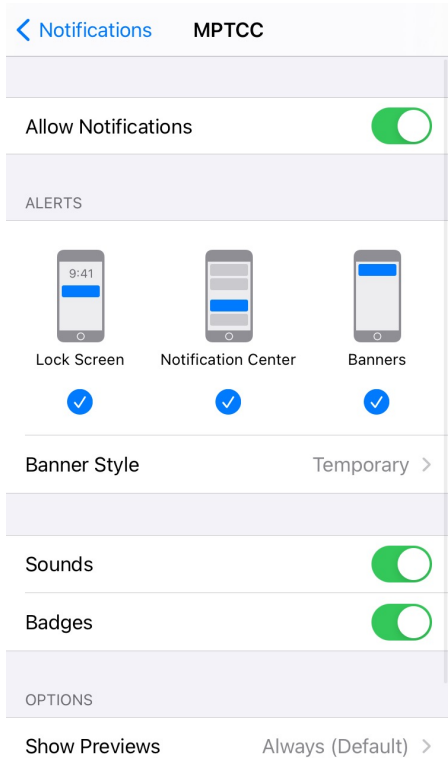 Notifications MPTCC
Allow Notifications
ALERTS
9:41
Lock Screen Notification Center Banners
Banner Style Temporary
Sounds
Badges
OPTIONS
Show Previews Always (Default)